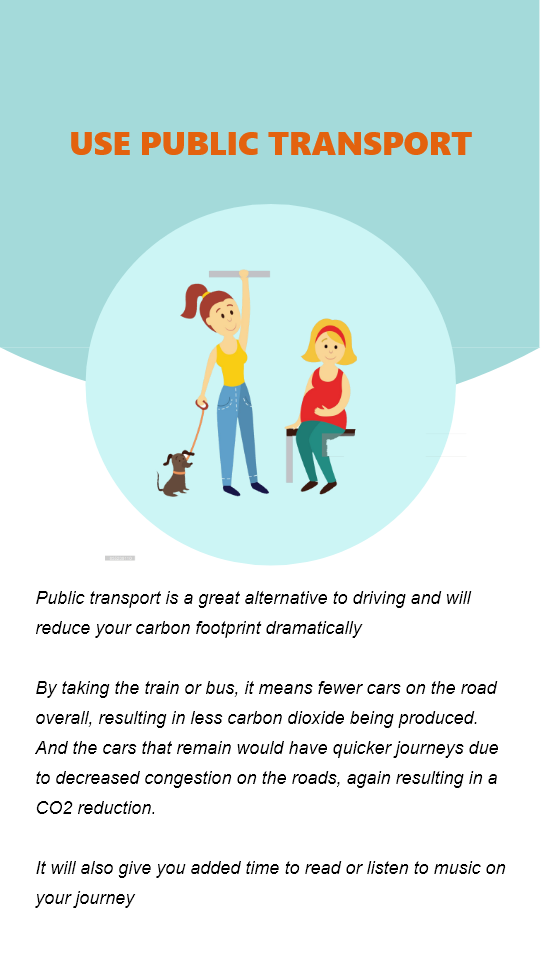 USE PUBLIC TRANSPORT
Public transport is a great alternative to driving and will
reduce your carbon footprint dramatically
By taking the train or bus, it means fewer cars on the road
overall, resulting in less carbon dioxide being produced.
And the cars that remain would have quicker journeys due
to decreased congestion on the roads, again resulting in a
CO2 reduction.
It will also give you added time to read or listen to music on
your journey